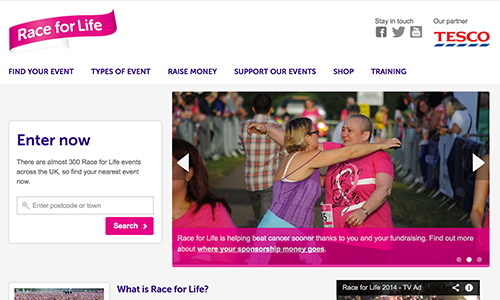 Race for Life
Stay in touch
Our partner
TESCO
FIND YOUR EVENT
TYPES OF EVENT
RAISE MONEY
SUPPORT OUR EVENTS
SHOP
TRAINING
Enter now
There are almost 300 Race for Life events
across the UK, so find your nearest event
now.
Enter postcode or town
Search
Race for Life is helping beat cancer sooner thanks to you and your fundraising. Find out more
about where your sponsorship money goes.
What is Race for Life?
Race for Life 2014 - TV Ad